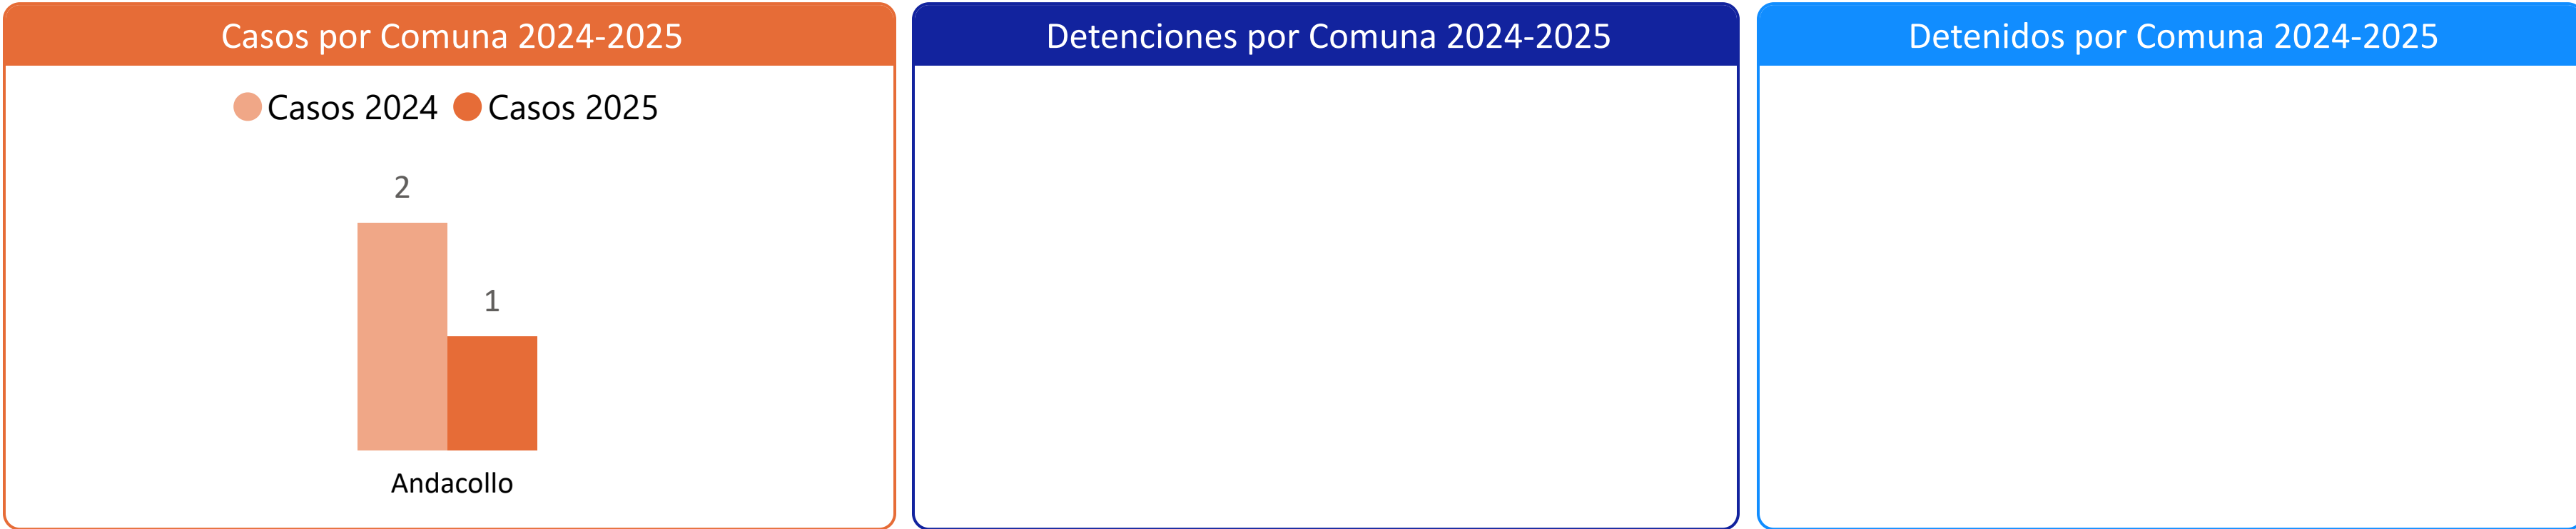 Casos por Comuna 2024-2025
Casos 2024 Casos 2025
2
1
Andacollo
Detenciones por Comuna 2024-2025
Detenidos por Comuna 2024-2025